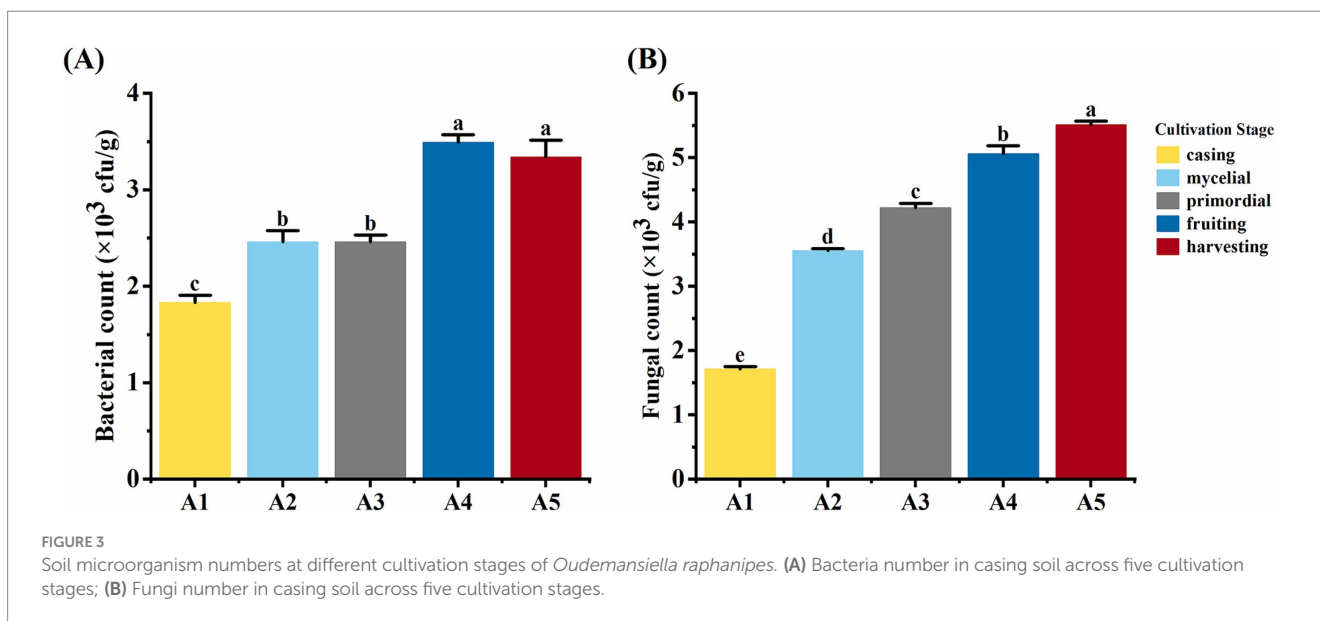 (A)
Bacterial count (×10³ cfu/g)
4
3
2
1
0
c
b
b
a
a
A1 A2 A3 A4 A5
(B)
Fungal count (×10³ cfu/g)
6
5
4
3
2
1
0
e
d
c
b
a
A1 A2 A3 A4 A5
Cultivation Stage
casing
mycelial
primordial
fruiting
harvesting
FIGURE 3
Soil microorganism numbers at different cultivation stages of Oudemansiella raphanipes. (A) Bacteria number in casing soil across five cultivation
stages; (B) Fungi number in casing soil across five cultivation stages.